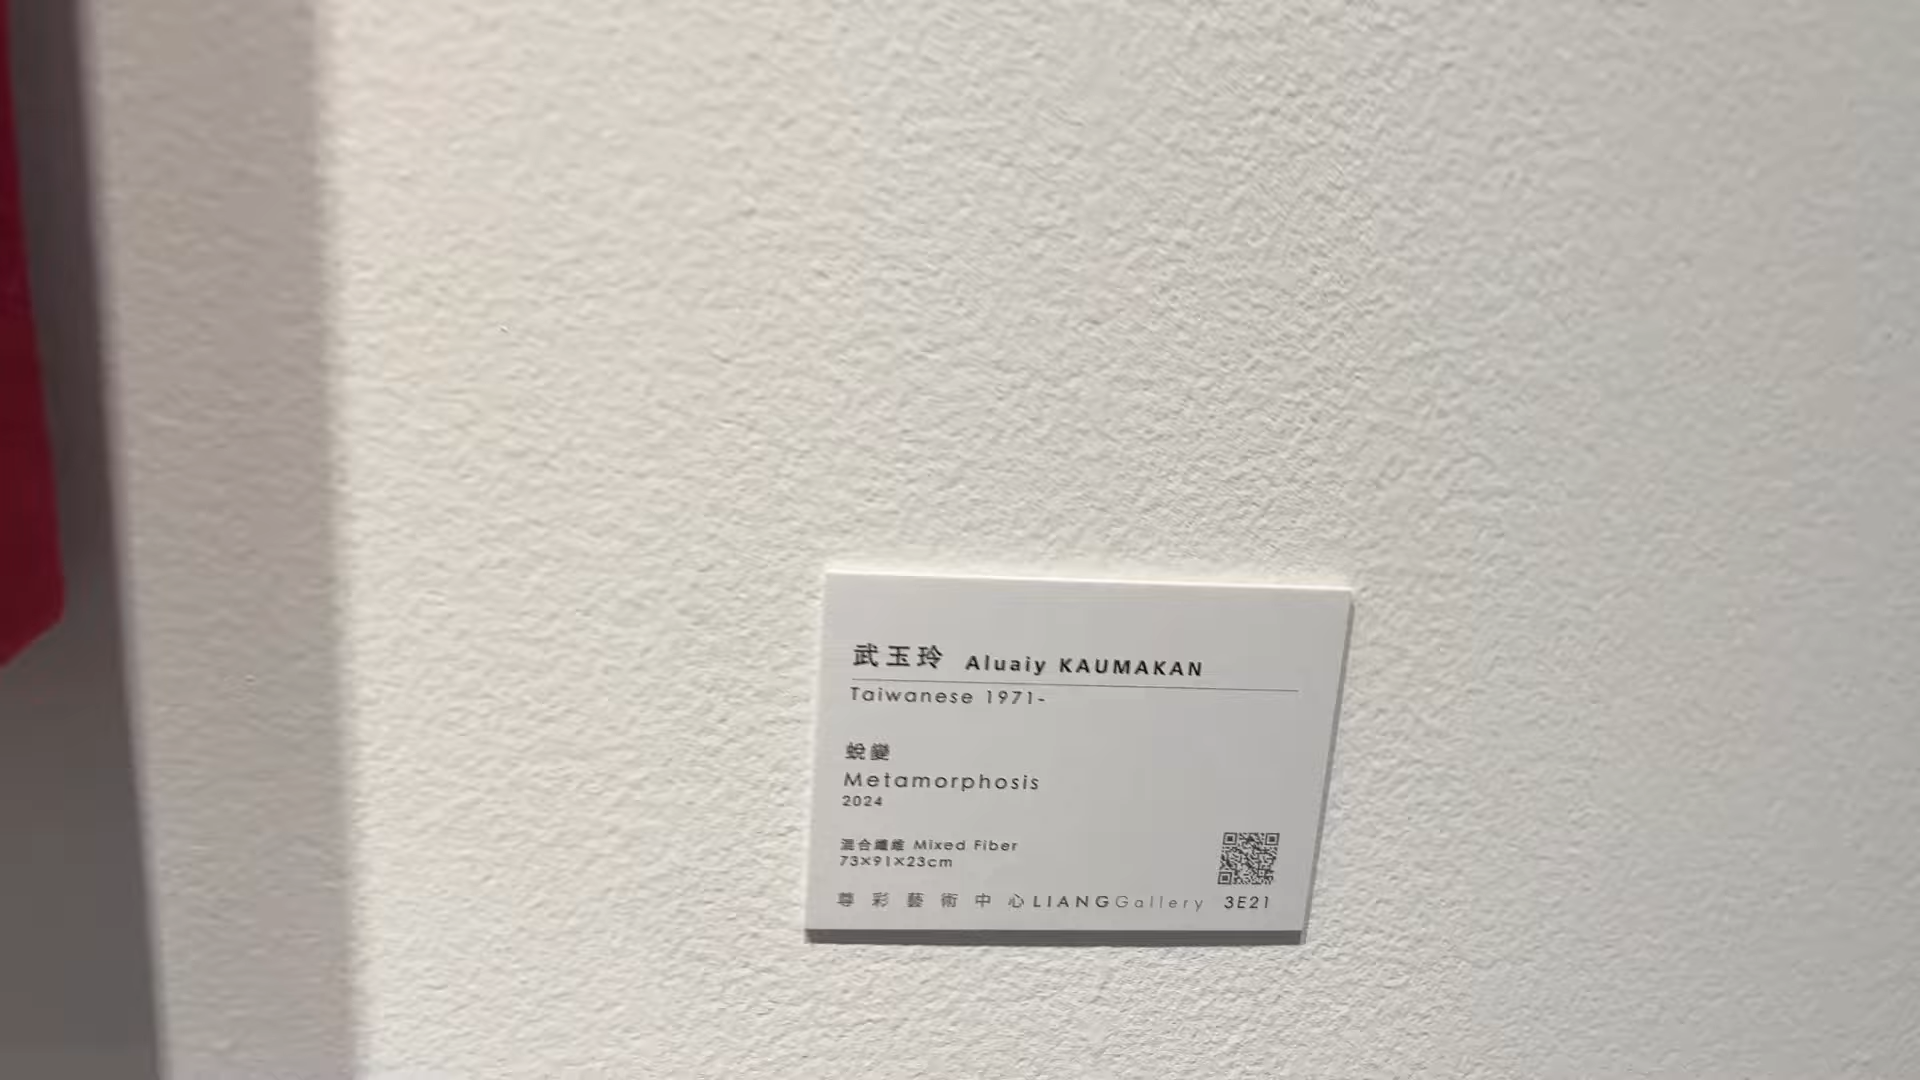 武玉玲 Aluaiy KAUMAKAN
Taiwanese 1971-
蛻變
Metamorphosis
2024
混合纖維 Mixed Fiber
73×91×23cm
尊彩藝術中心 LIANGGallery 3E21